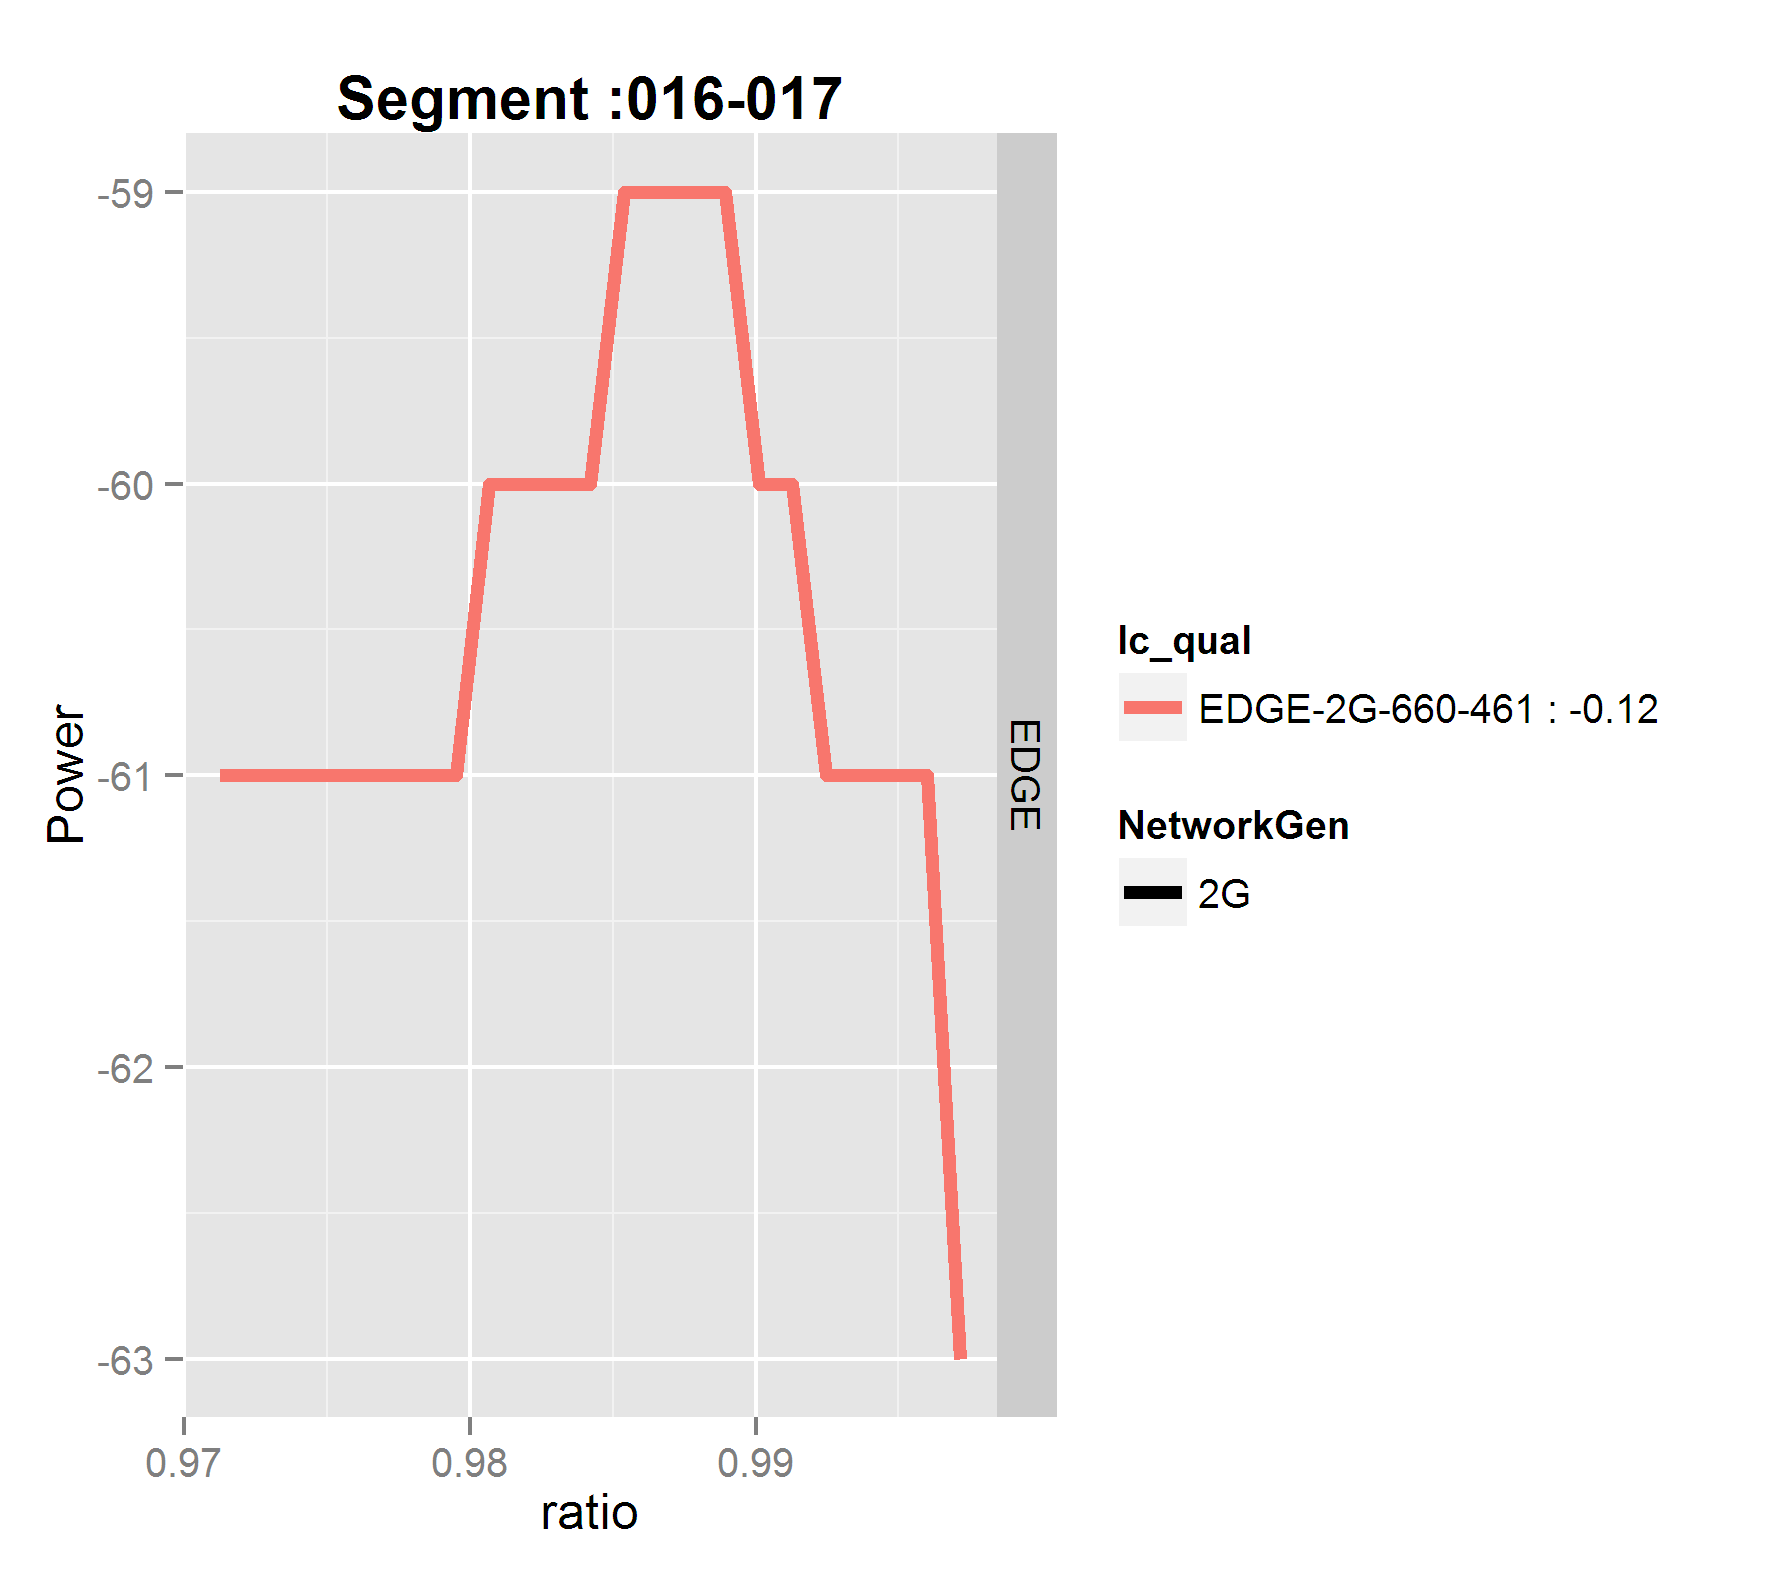 Segment :016-017
-59
-60
-61
-62
-63
Power
0.97 0.98 0.99
ratio
EDGE
lc_qual
EDGE-2G-660-461 : -0.12
NetworkGen
2G